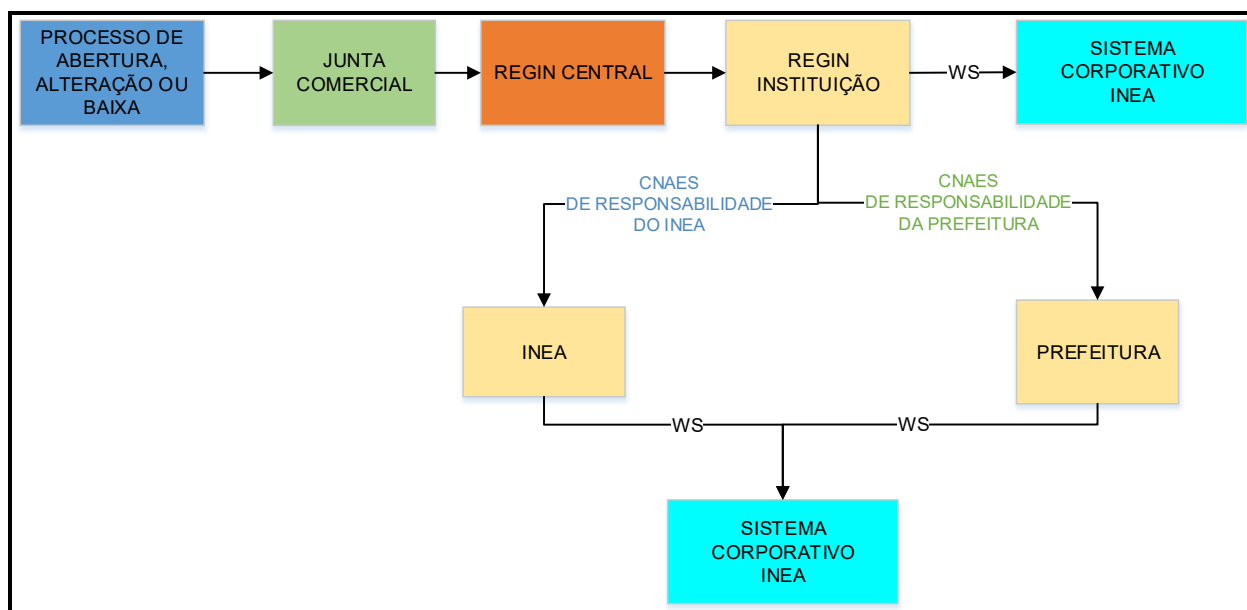 PROCESSO DE
ABERTURA,
ALTERAÇÃO OU
BAIXA
JUNTA
COMERCIAL
REGIN CENTRAL
REGIN
INSTITUIÇÃO
WS
SISTEMA
CORPORATIVO
INEA
CNAES
DE RESPONSABILIDADE
DO INEA
CNAES
DE RESPONSABILIDADE
DA PREFEITURA
INEA
PREFEITURA
WS
WS
SISTEMA
CORPORATIVO
INEA